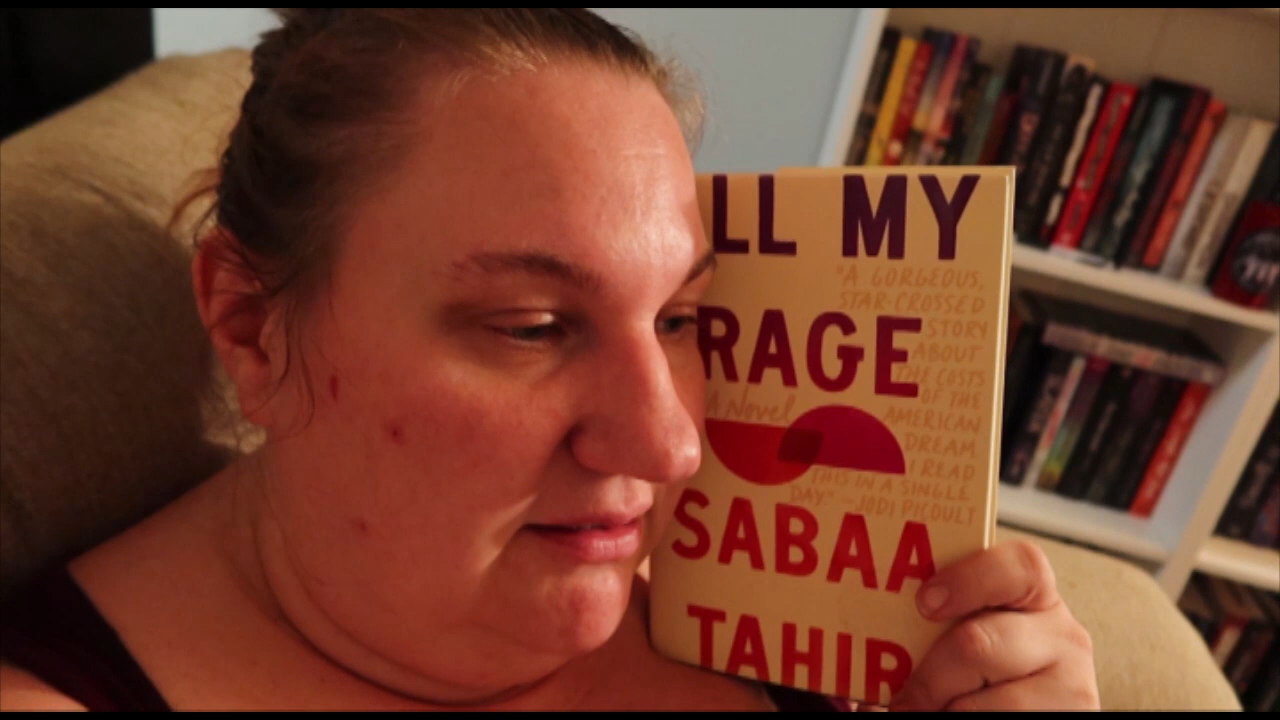 LL MY
"A GORGEOUS,
STAR-CROSSED
STORY
RAGE
ABOUT
THE COSTS
OF THE
A Novel
AMERICAN
DREAM.
I READ
THIS IN A SINGLE
DAY." —JODI PICOULT
SABAA
TAHIR